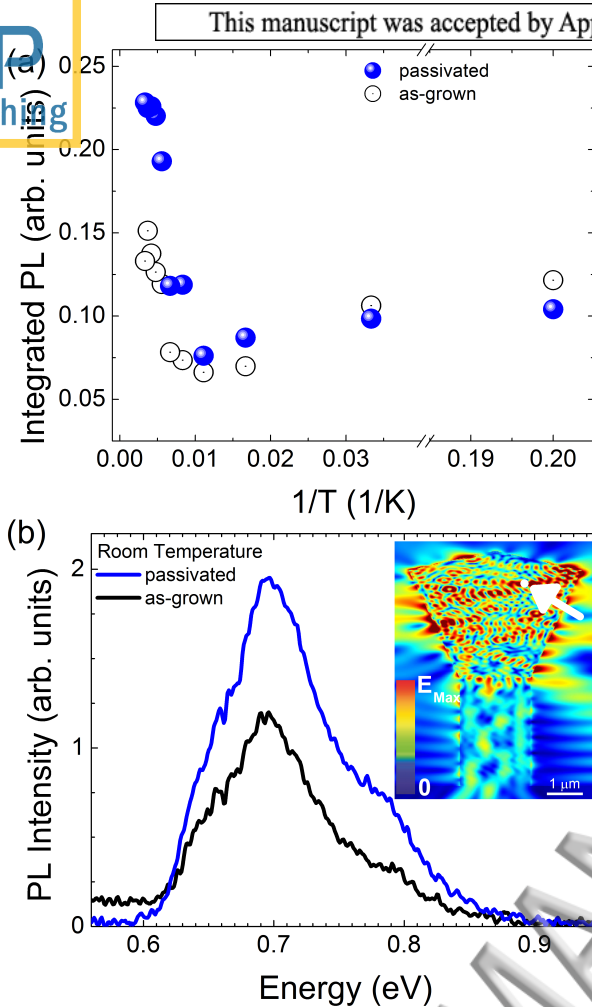 This manuscript was accepted by App
P
hing
(a)
0.25
0.20
0.15
0.10
0.05
Integrated PL (arb. units)
passivated
as-grown
0.00 0.01 0.02 0.03 0.19 0.20
1/T (1/K)
(b)
Room Temperature
passivated
as-grown
2
1
0
PL Intensity (arb. units)
E Max
0
1 μm
0.6 0.7 0.8 0.9
Energy (eV)
MA